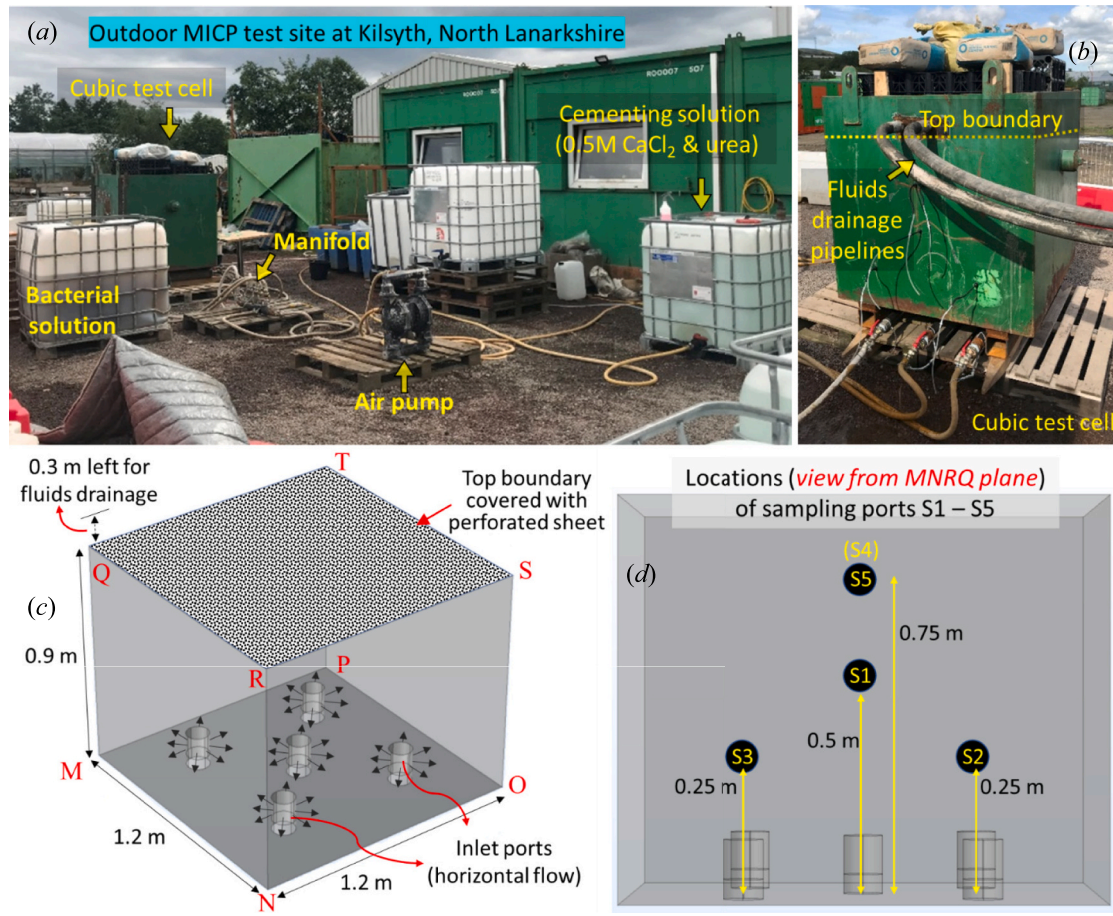 (a)
Outdoor MICP test site at Kilsyth, North Lanarkshire
ROO007 SO7
Cubic test cell
Cementing solution
(0.5M CaCl₂ & urea)
Manifold
Bacterial
solution
Air pump
(b)
Top boundary
Fluids
drainage
pipelines
Cubic test cell
0.3 m left for
fluids drainage
T
Top boundary
covered with
perforated sheet
Q
S
(c)
0.9 m
R
P
M
O
1.2 m
1.2 m
Inlet ports
(horizontal flow)
N
Locations (view from MNRQ plane)
of sampling ports S1 – S5
(d)
(S4)
S5
0.75 m
S1
0.5 m
S3
S2
0.25 m
0.25 m